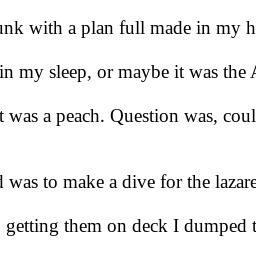 unk with a plan full made in my h
in my sleep, or maybe it was the A
t was a peach. Question was, coul
d was to make a dive for the lazare
getting them on deck I dumped t